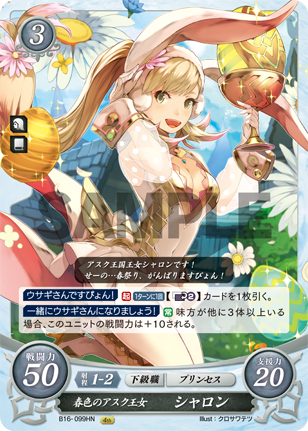 3
SAMPLE
アスク王国王女シャロンです!
せーの…春祭り、がんばりますぴょん!
ウサギさんですぴょん! 起 1ターンに1回 【 2】カードを1枚引く。
一緒にウサギさんになりましょう! 常 味方が他に3体以上いる
場合、このユニットの戦闘力は+10される。
戦闘力 50
射程 1-2 下級職 プリンセス
支援力 20
春色のアスク王女 シャロン
B16-099HN 4th Illust:クロサワテツ